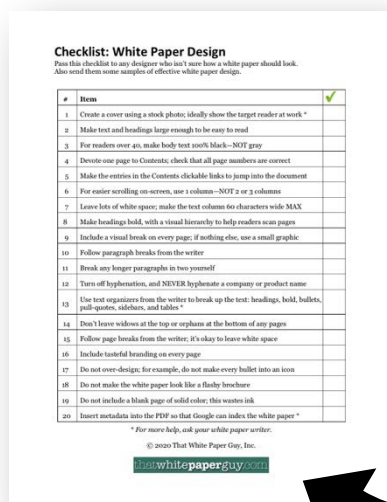 Checklist: White Paper Design
Pass this checklist to any designer who isn't sure how a white paper should look.
Also send them some samples of effective white paper design.
# Item
1 Create a cover using a stock photo; ideally show the target reader at work *
2 Make text and headings large enough to be easy to read
3 For readers over 40, make body text 100% black—NOT gray
4 Devote one page to Contents; check that all page numbers are correct
5 Make the entries in the Contents clickable links to jump into the document
6 For easier scrolling on-screen, use 1 column—NOT 2 or 3 columns
7 Leave lots of white space; make the text column 60 characters wide MAX
8 Make headings bold, with a visual hierarchy to help readers scan pages
9 Include a visual break on every page; if nothing else, use a small graphic
10 Follow paragraph breaks from the writer
11 Break any longer paragraphs in two yourself
12 Turn off hyphenation, and NEVER hyphenate a company or product name
13 Use text organizers from the writer to break up the text: headings, bold, bullets,
pull-quotes, sidebars, and tables *
14 Don't leave widows at the top or orphans at the bottom of any pages
15 Follow page breaks from the writer; it's okay to leave white space
16 Include tasteful branding on every page
17 Do not over-design; for example, do not make every bullet into an icon
18 Do not make the white paper look like a flashy brochure
19 Do not include a blank page of solid color; this wastes ink
20 Insert metadata into the PDF so that Google can index the white paper *
* For more help, ask your white paper writer.
© 2020 That White Paper Guy, Inc.
thatwhitepaperguy.com